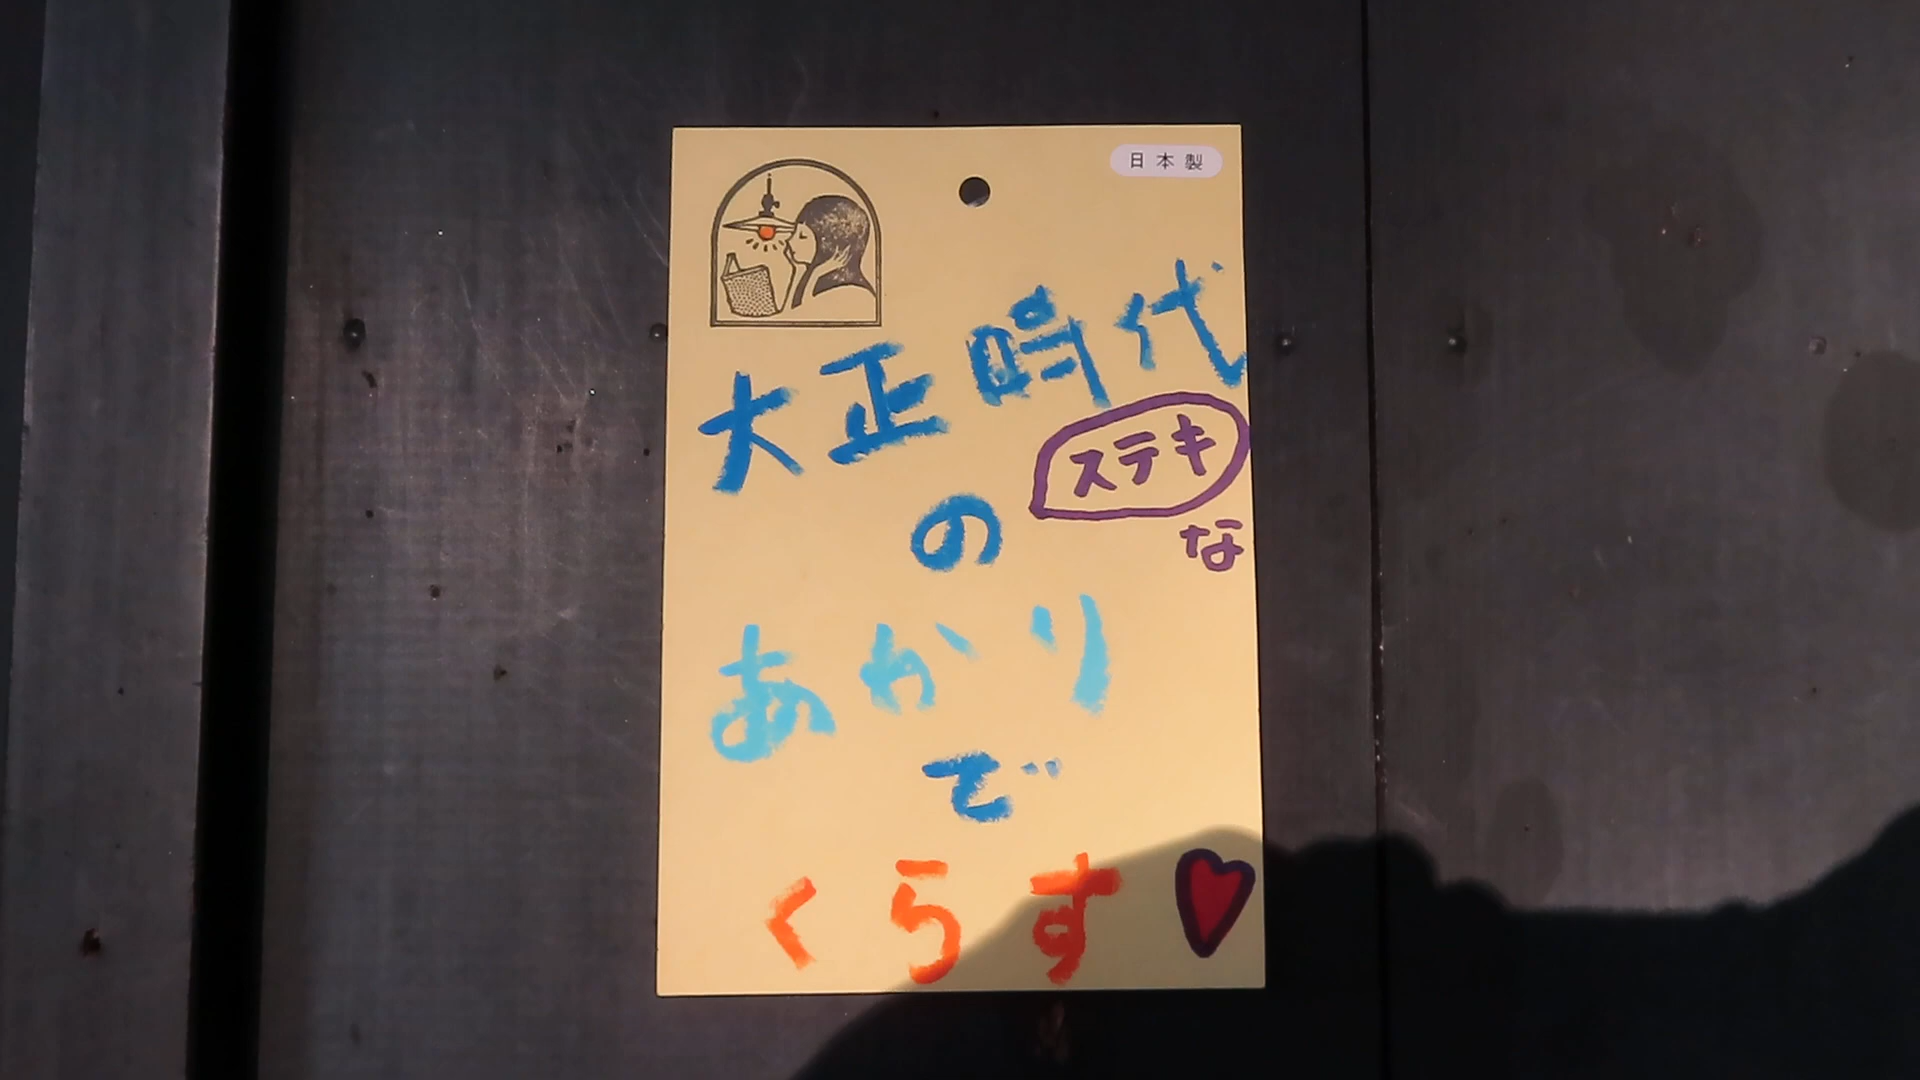 日本製
大正時代
の
ステキ
な
あかり
で
くらす♥